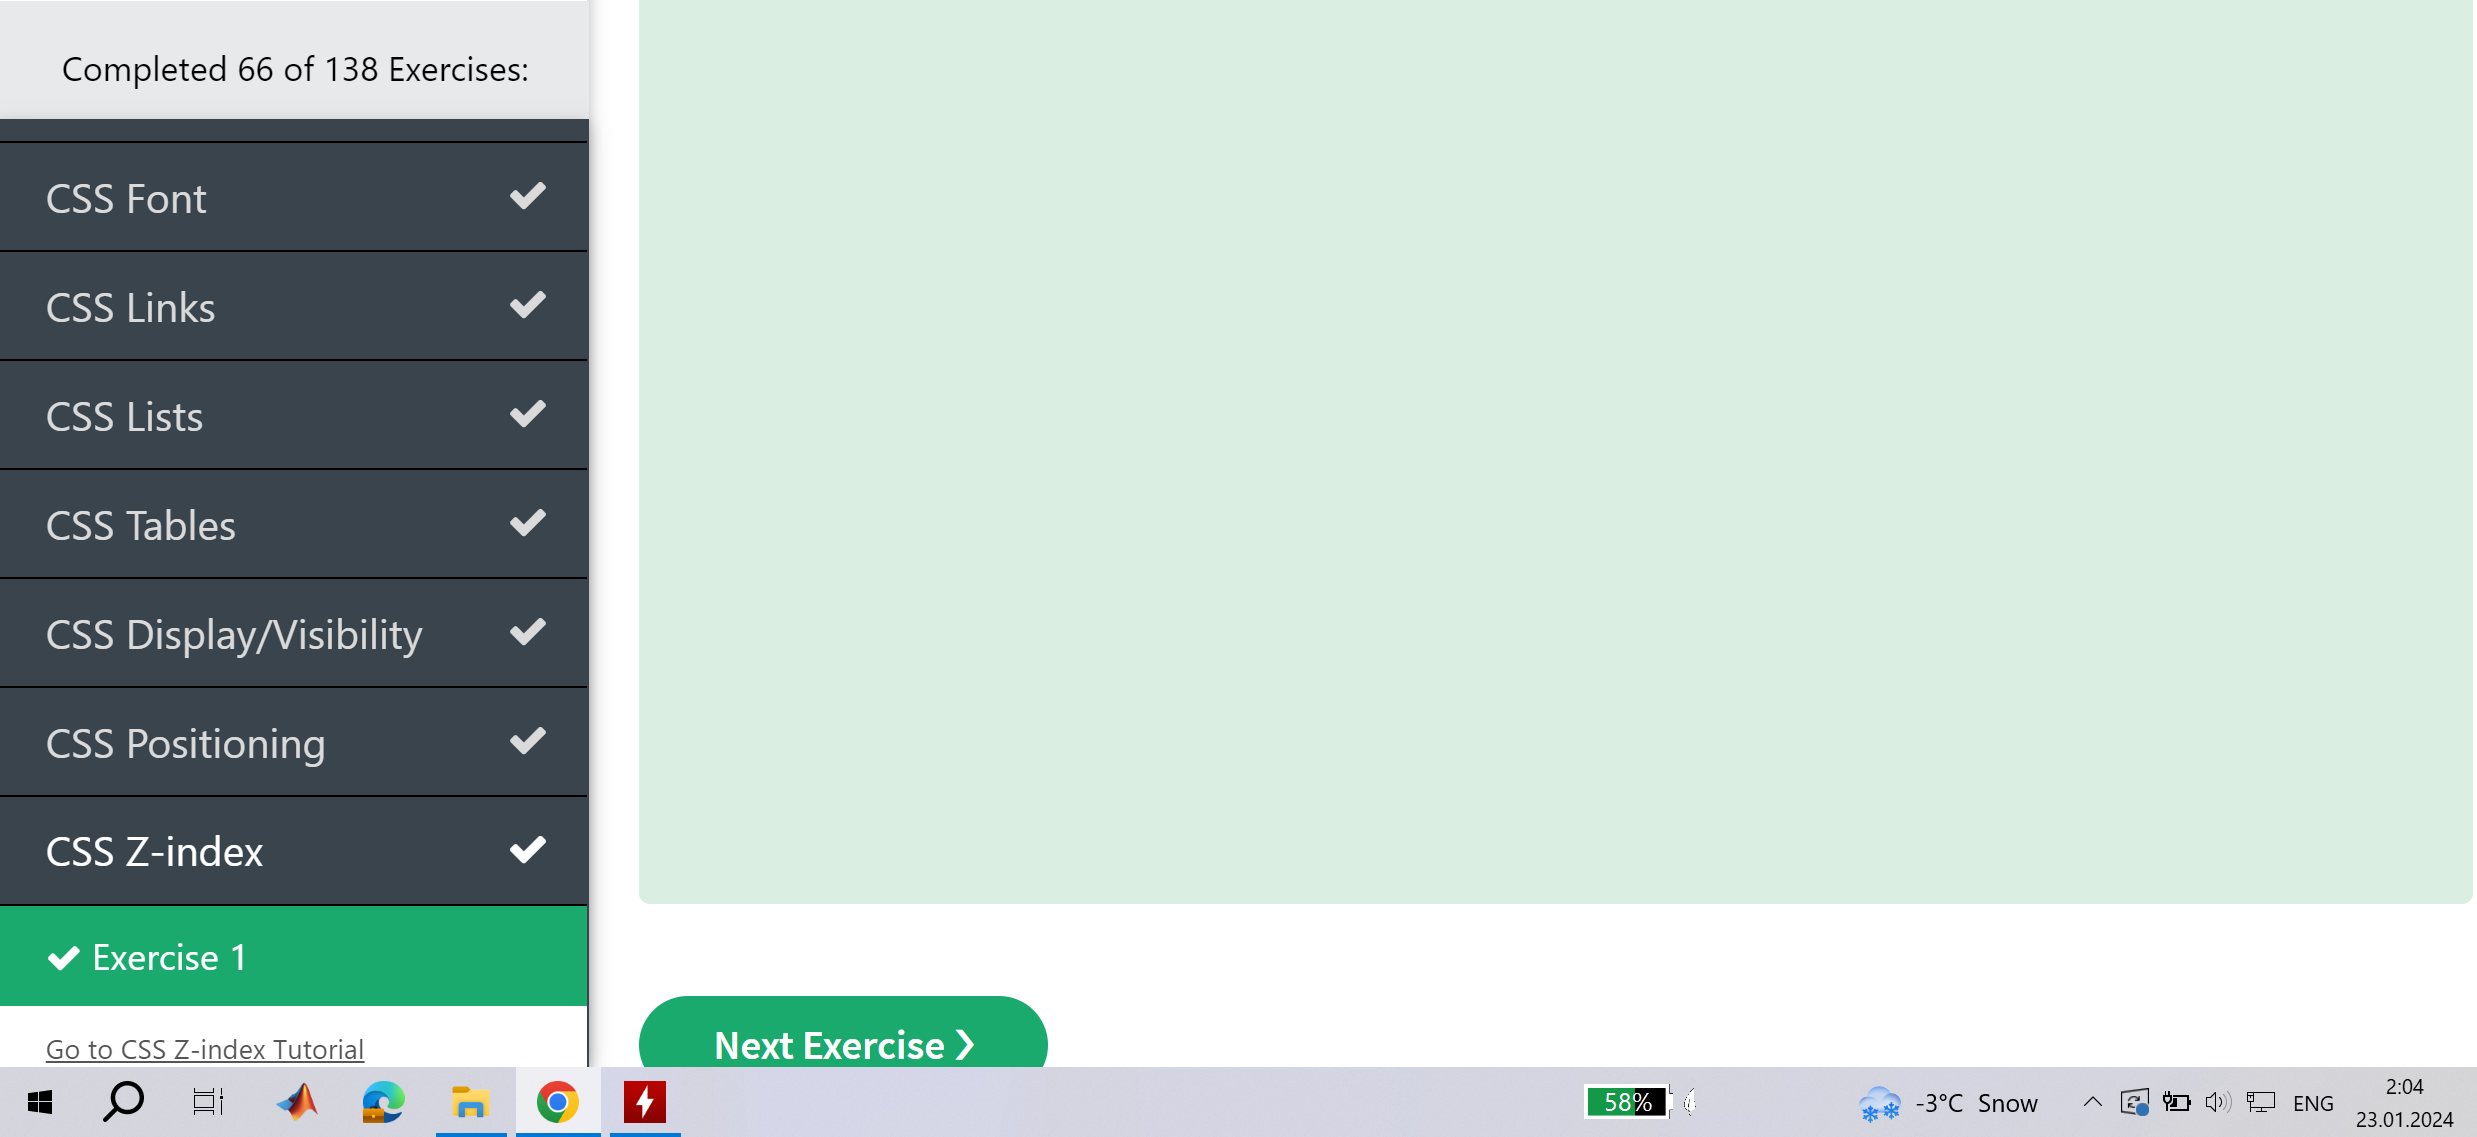 Completed 66 of 138 Exercises:
CSS Font
CSS Links
CSS Lists
CSS Tables
CSS Display/Visibility
CSS Positioning
CSS Z-index
Exercise 1
Go to CSS Z-index Tutorial
Next Exercise ❯
58%
-3°C Snow
ENG
2:04
23.01.2024